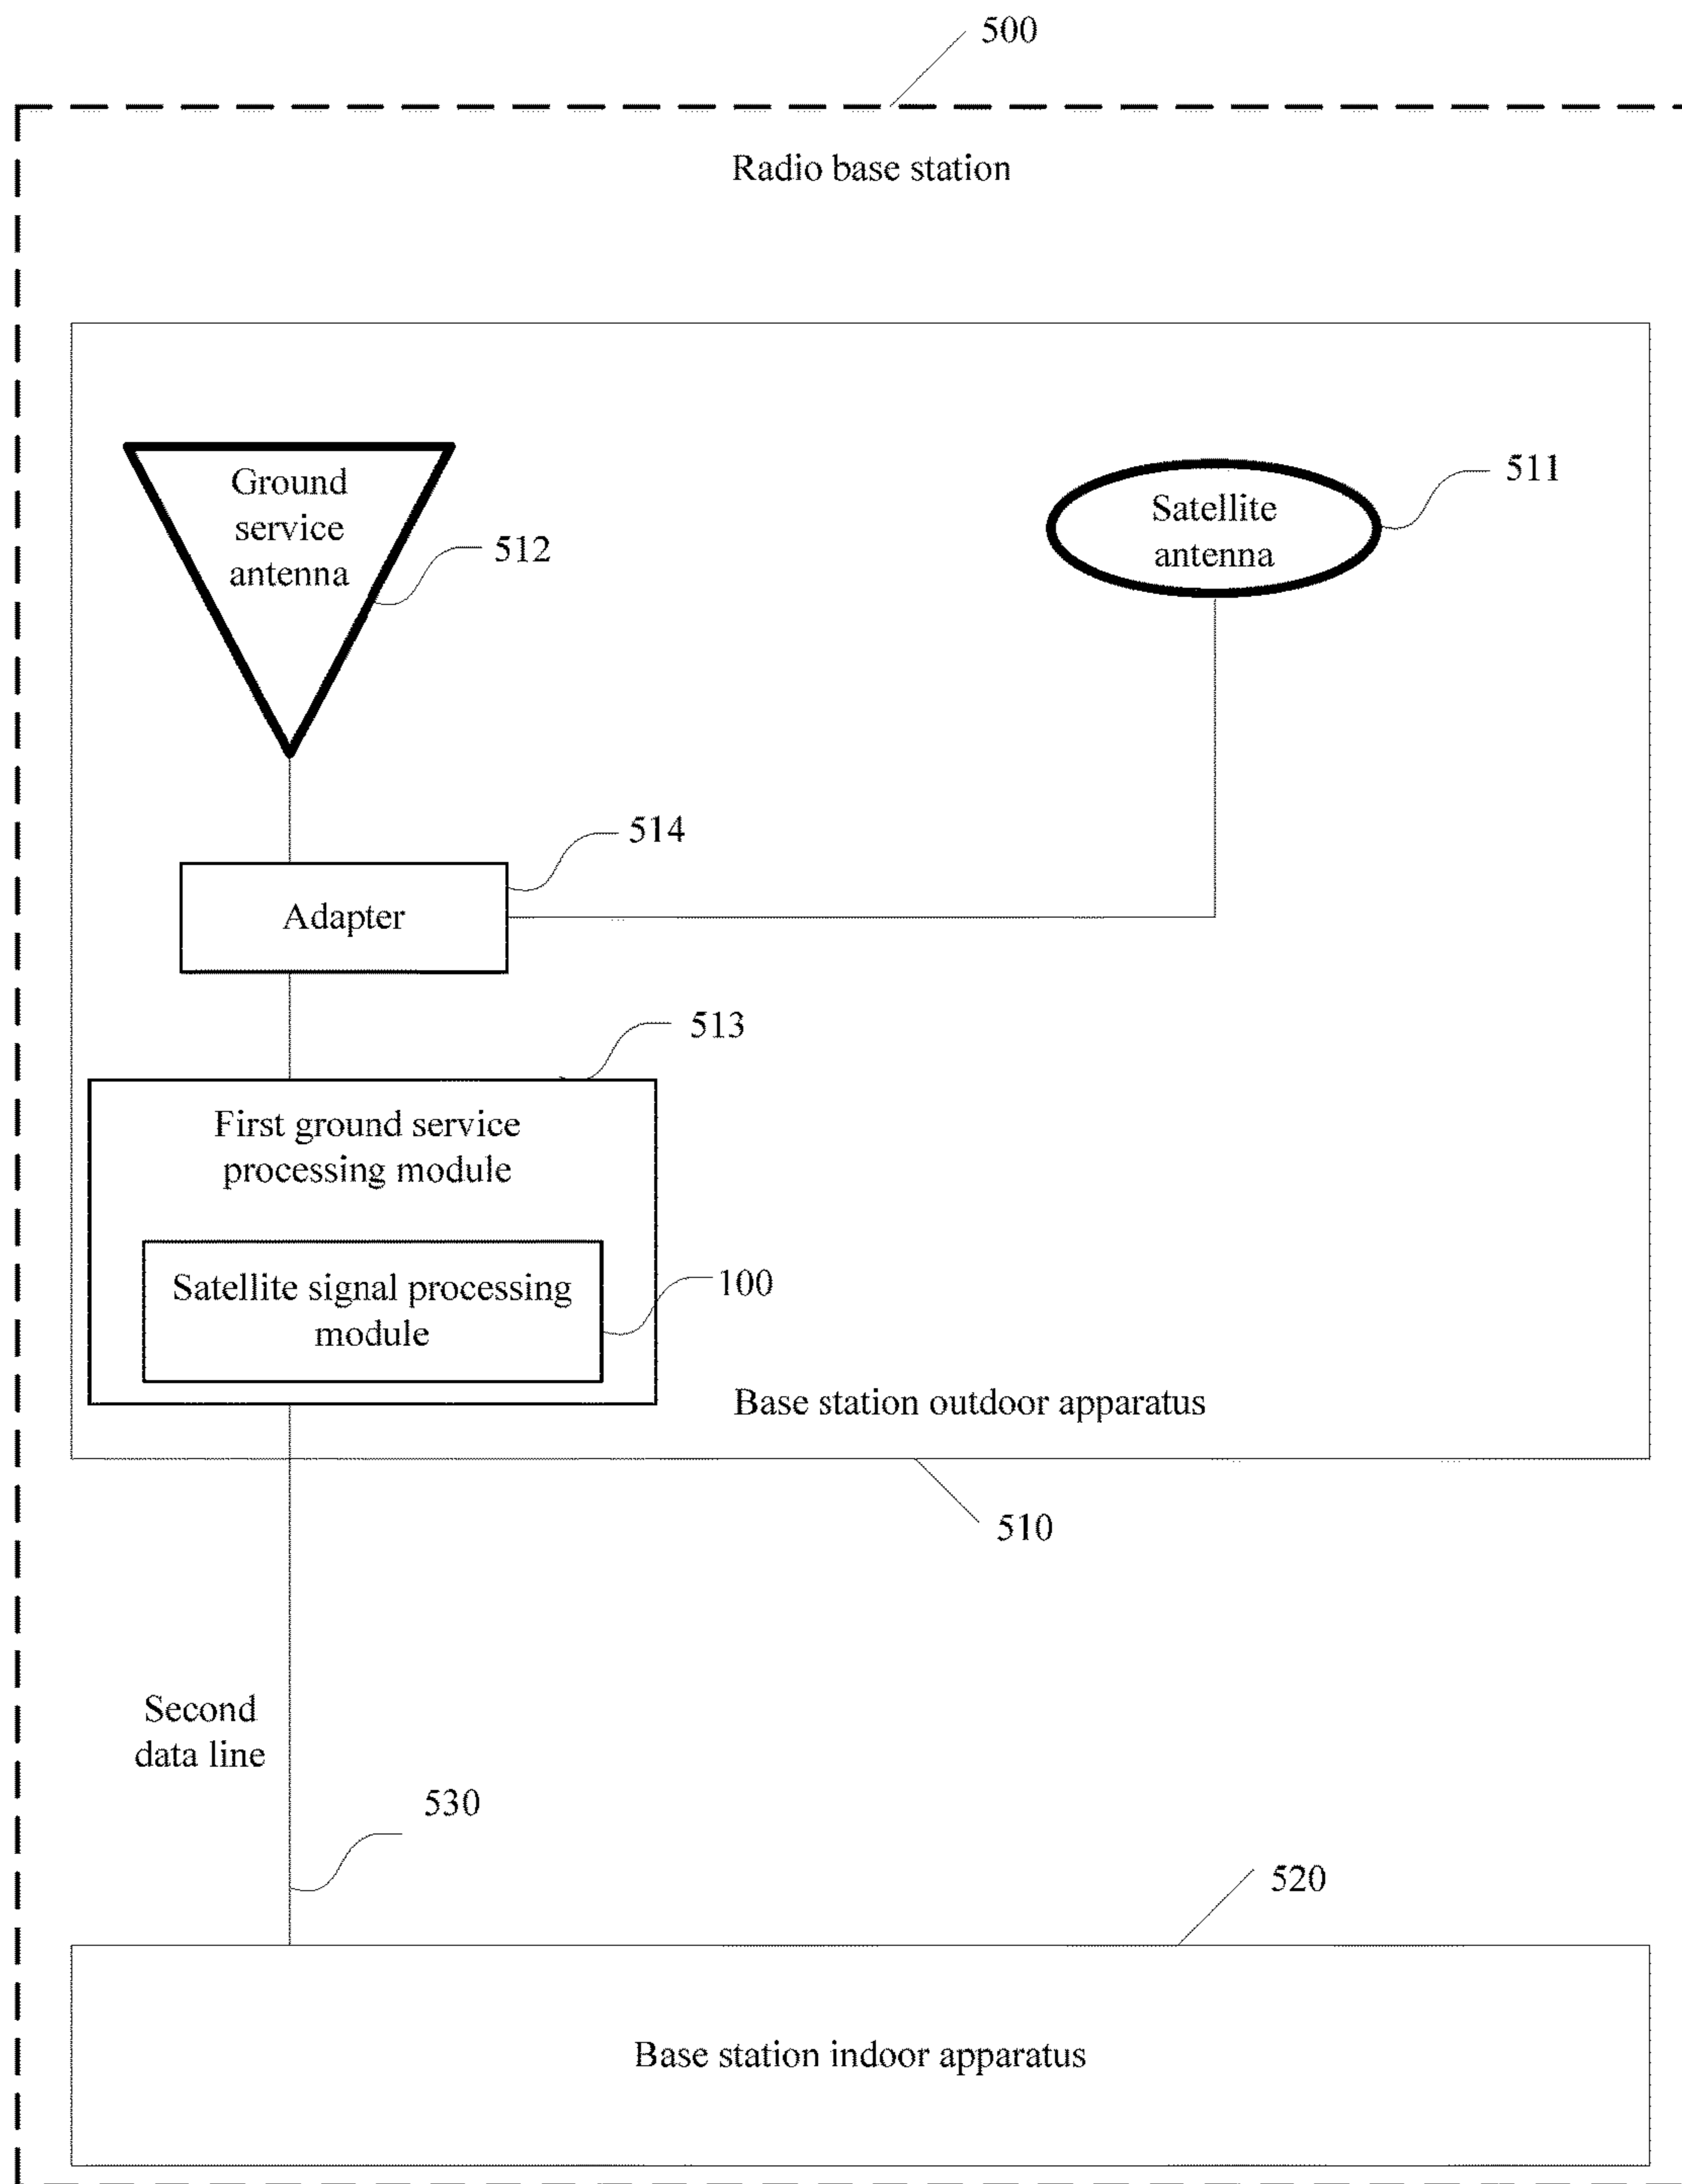 500
Radio base station
Ground
service
antenna
512
Satellite
antenna
511
514
Adapter
513
First ground service
processing module
Satellite signal processing
module
100
Base station outdoor apparatus
510
Second
data line
530
520
Base station indoor apparatus